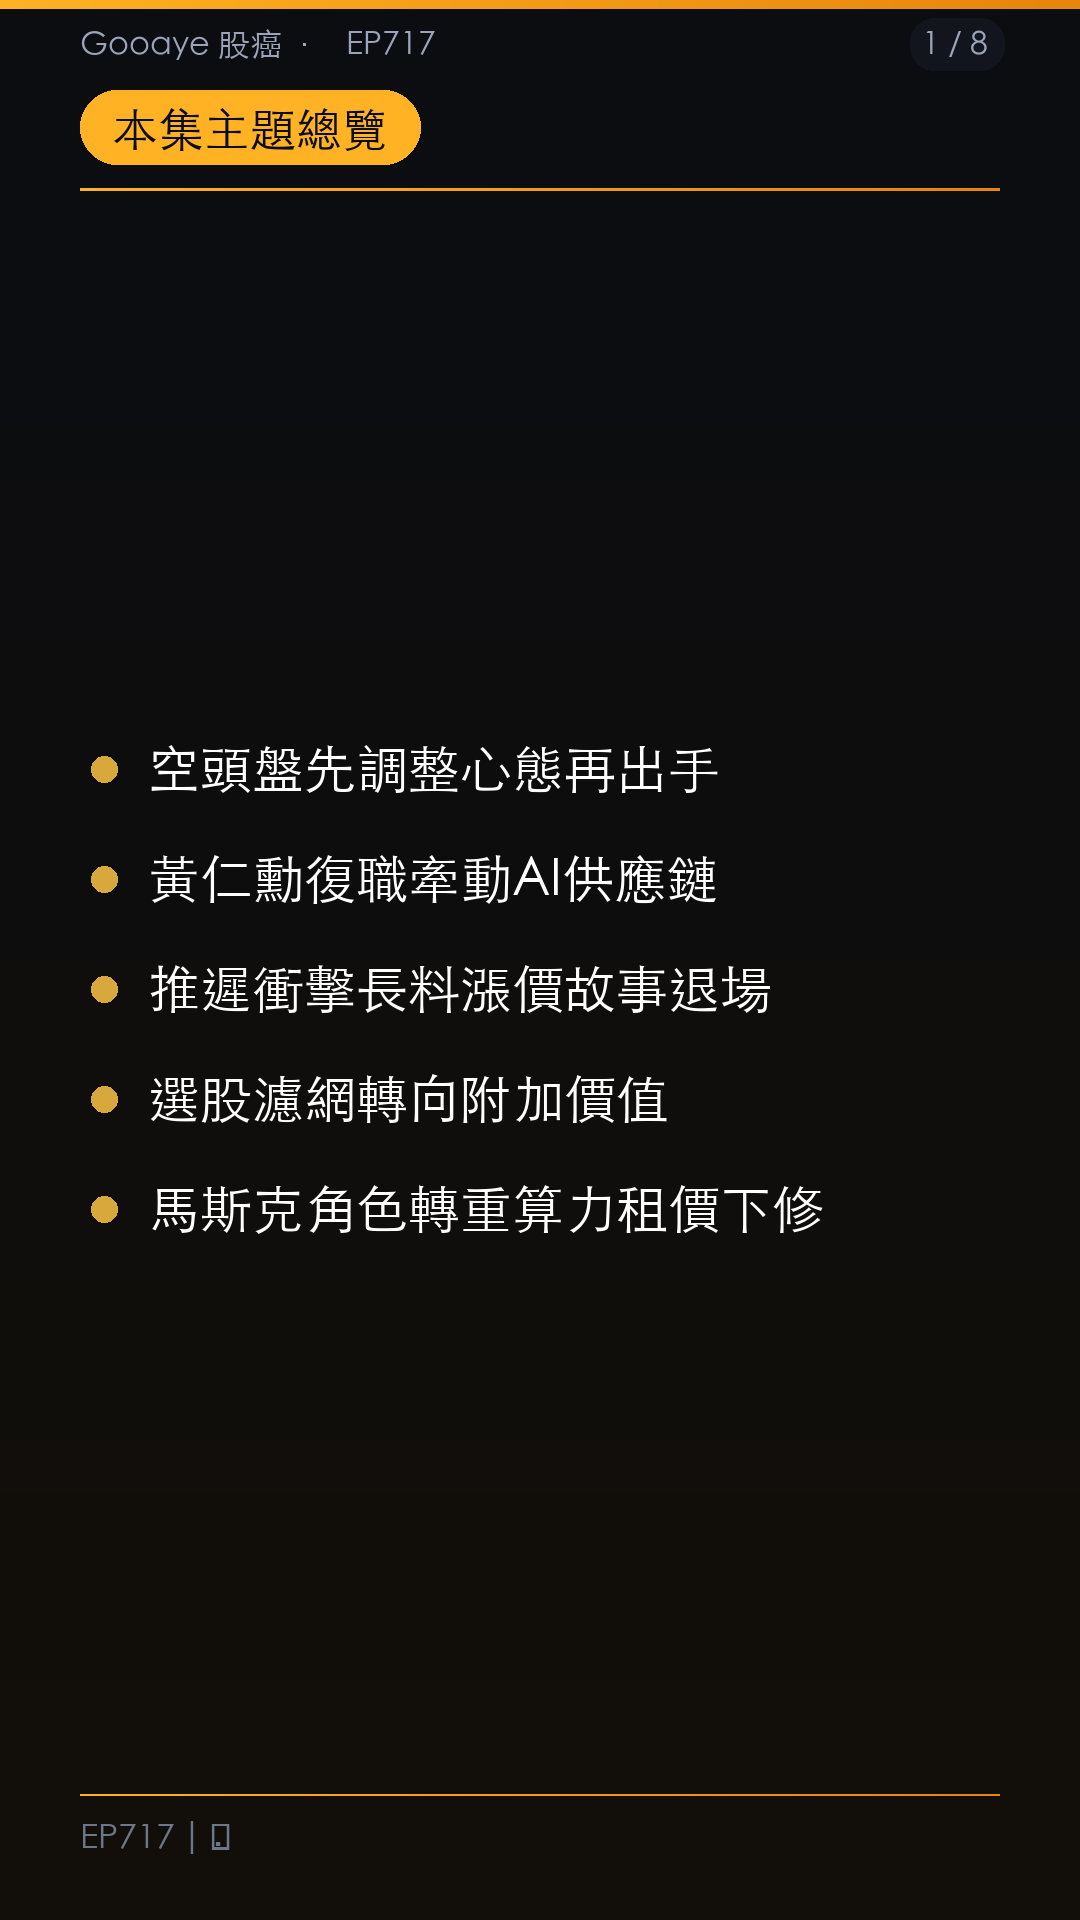 Gooaye 股癌 · EP717
1 / 8
本集主題總覽
空頭盤先調整心態再出手
黃仁勳復職牽動AI供應鏈
推遲衝擊長料漲價故事退場
選股濾網轉向附加價值
馬斯克角色轉重算力租價下修
EP717 |